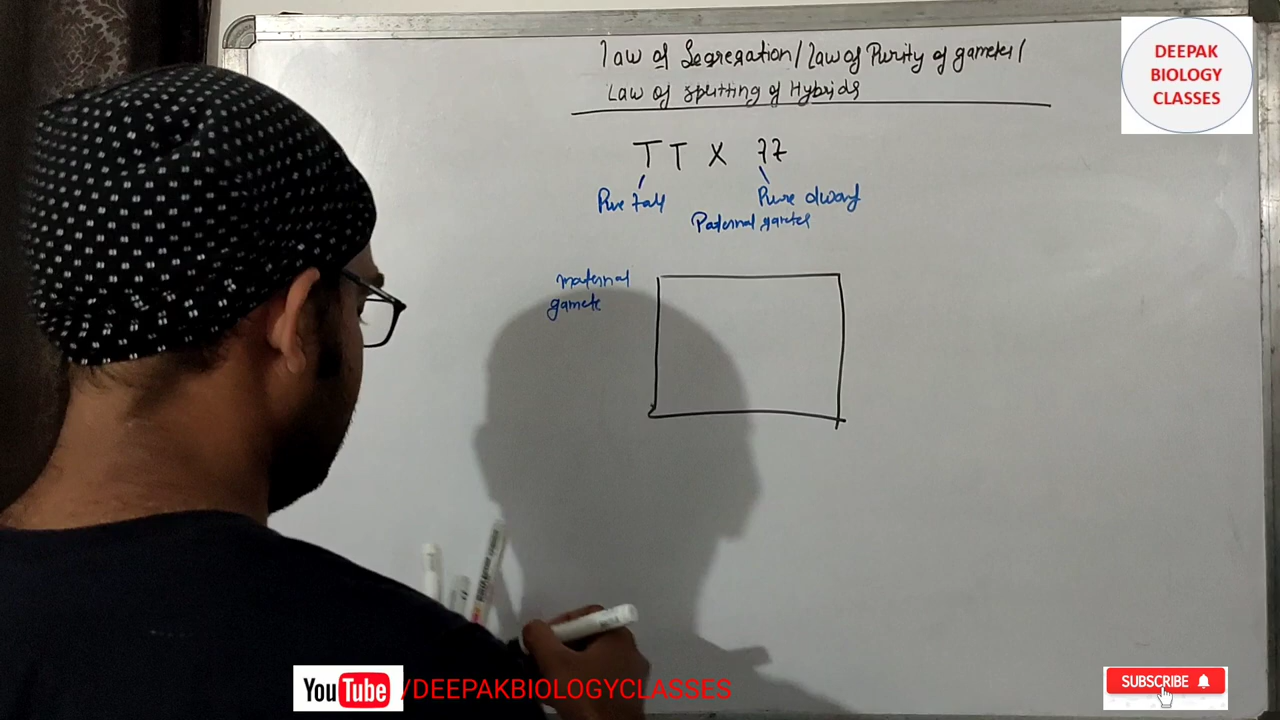 Law of Segregation/Law of Purity of gametes/
Law of splitting of Hybrids
TT X tt
Pure Tall
Pure dwarf
Paternal gametes
maternal
gamete
DEEPAK
BIOLOGY
CLASSES
YouTube /DEEPAKBIOLOGYCLASSES
SUBSCRIBE